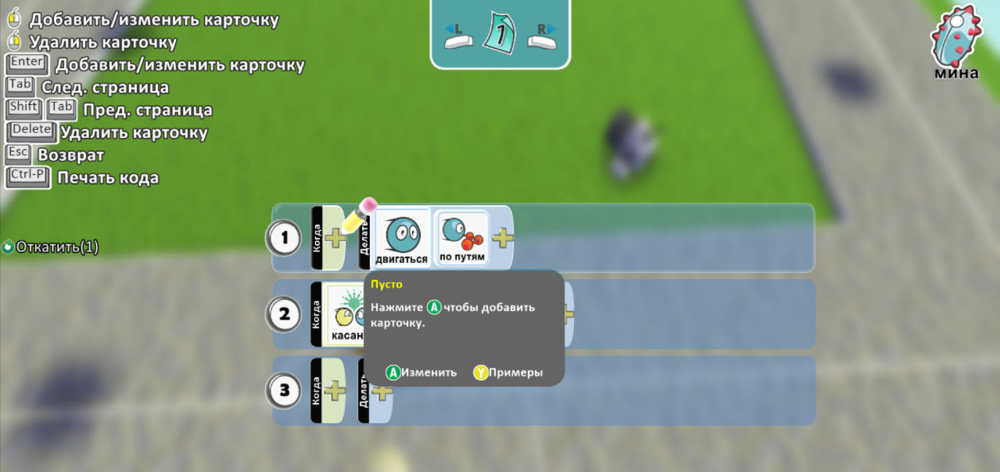 Добавить/изменить карточку
Удалить карточку
Enter Добавить/изменить карточку
Tab След. страница
Shift Tab Пред. страница
Delete Удалить карточку
Esc Возврат
Ctrl-P Печать кода
L 1 R
мина
Откатить(1)
1 Когда Делать двигаться по путям
2 Когда касан
Пусто
Нажмите A чтобы добавить
карточку.
A Изменить Y Примеры
3 Когда Делать